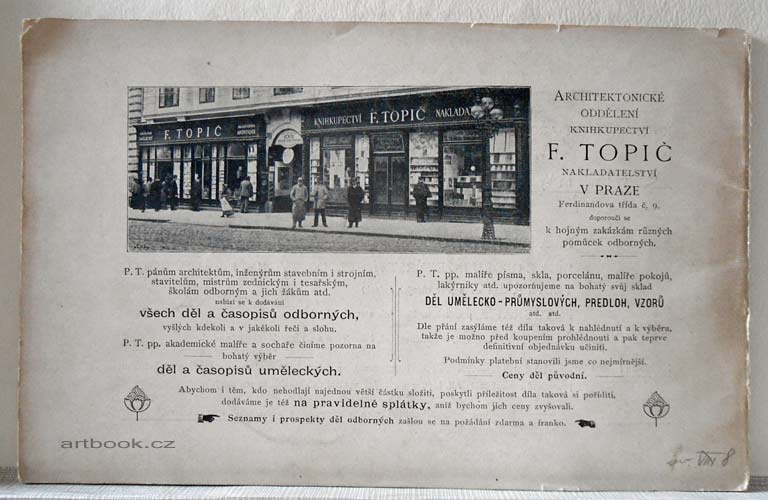 F. TOPIČ
KNIHKUPECTVÍ F. TOPIČ NAKLADA
ARCHITEKTONICKÉ
ODDĚLENÍ
KNIHKUPECTVÍ
F. TOPIČ
NAKLADATELSTVÍ
V PRAZE
Ferdinandova třída č. 9.
doporoučí se
k hojným zakázkám různých
pomůcek odborných.
P. T. pánům architektům, inženýrům stavebním i strojním,
stavitelům, mistrům zednickým i tesařským,
školám odborným a jich žákům atd.
nabízí se k dodávání
všech děl a časopisů odborných,
vyšlých kdekoli a v jakékoli řeči a slohu.
P. T. pp. akademické malíře a sochaře činíme pozorna na
bohatý výběr
děl a časopisů uměleckých.
P. T. pp. malíře písma, skla, porcelánu, malíře pokojů,
lakýrníky atd. upozorňujeme na bohatý svůj sklad
DĚL UMĚLECKO-PRŮMYSLOVÝCH, PREDLOH, VZORŮ
atd. atd.
Dle přání zasýláme též díla taková k nahlédnutí a k výběru,
takže je možno před koupením prohlédnouti a pak teprve
definitivní objednávku učiniti.
Podmínky platební stanovili jsme co nejmírnější.
Ceny děl původní.
Abychom i těm, kdo nehodlají najednou větší částku složiti, poskytli příležitost díla taková si poříditi,
dodáváme je též na pravidelné splátky, aniž bychom jich ceny zvyšovali.
Seznamy i prospekty děl odborných zašlou se na požádání zdarma a franko.
artbook.cz
8